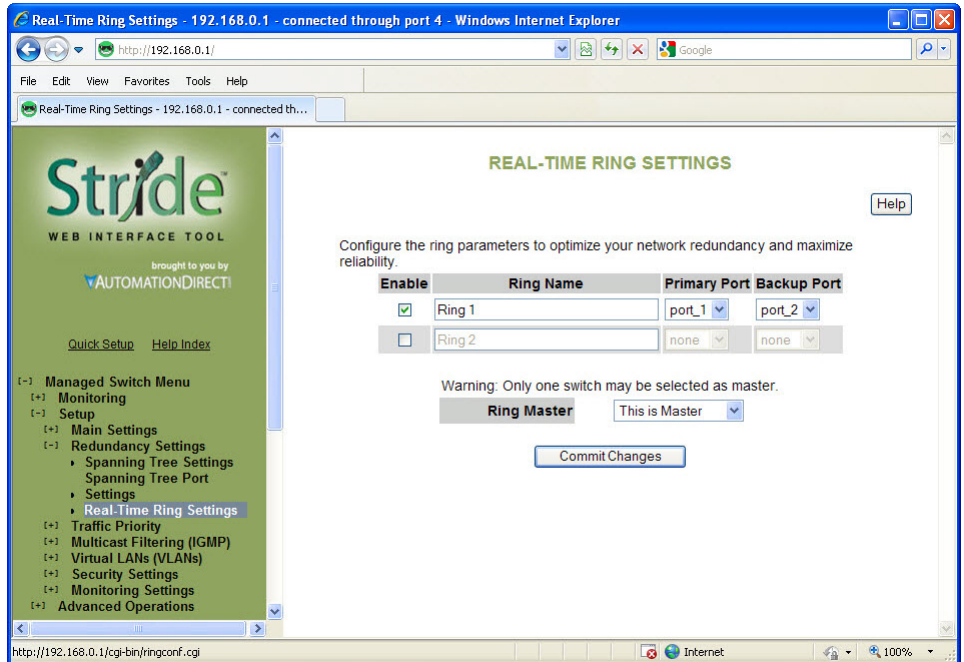 Real-Time Ring Settings - 192.168.0.1 - connected through port 4 - Windows Internet Explorer
http://192.168.0.1/
Google
File Edit View Favorites Tools Help
Real-Time Ring Settings - 192.168.0.1 - connected th...
Stride™
WEB INTERFACE TOOL
brought to you by
AUTOMATIONDIRECT
Quick Setup Help Index
[-] Managed Switch Menu
[+] Monitoring
[-] Setup
[+] Main Settings
[-] Redundancy Settings
Spanning Tree Settings
Spanning Tree Port
Settings
Real-Time Ring Settings
[+] Traffic Priority
[+] Multicast Filtering (IGMP)
[+] Virtual LANs (VLANs)
[+] Security Settings
[+] Monitoring Settings
[+] Advanced Operations
REAL-TIME RING SETTINGS
Help
Configure the ring parameters to optimize your network redundancy and maximize
reliability.
Enable Ring Name Primary Port Backup Port
Ring 1 port_1 port_2
Ring 2 none none
Warning: Only one switch may be selected as master.
Ring Master This is Master
Commit Changes
http://192.168.0.1/cgi-bin/ringconf.cgi Internet 100%